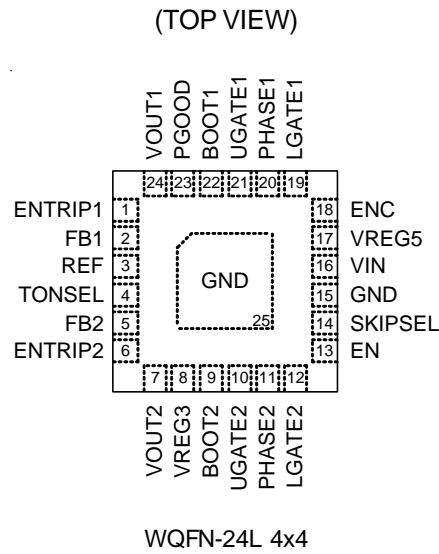 (TOP VIEW)
VOUT1
PGOOD
BOOT1
UGATE1
PHASE1
LGATE1
24 23 22 21 20 19
ENTRIP1 1 18 ENC
FB1 2 17 VREG5
REF 3 16 VIN
TONSEL 4 GND 15 GND
FB2 5 25 14 SKIPSEL
ENTRIP2 6 13 EN
7 8 9 10 11 12
VOUT2
VREG3
BOOT2
UGATE2
PHASE2
LGATE2
WQFN-24L 4x4